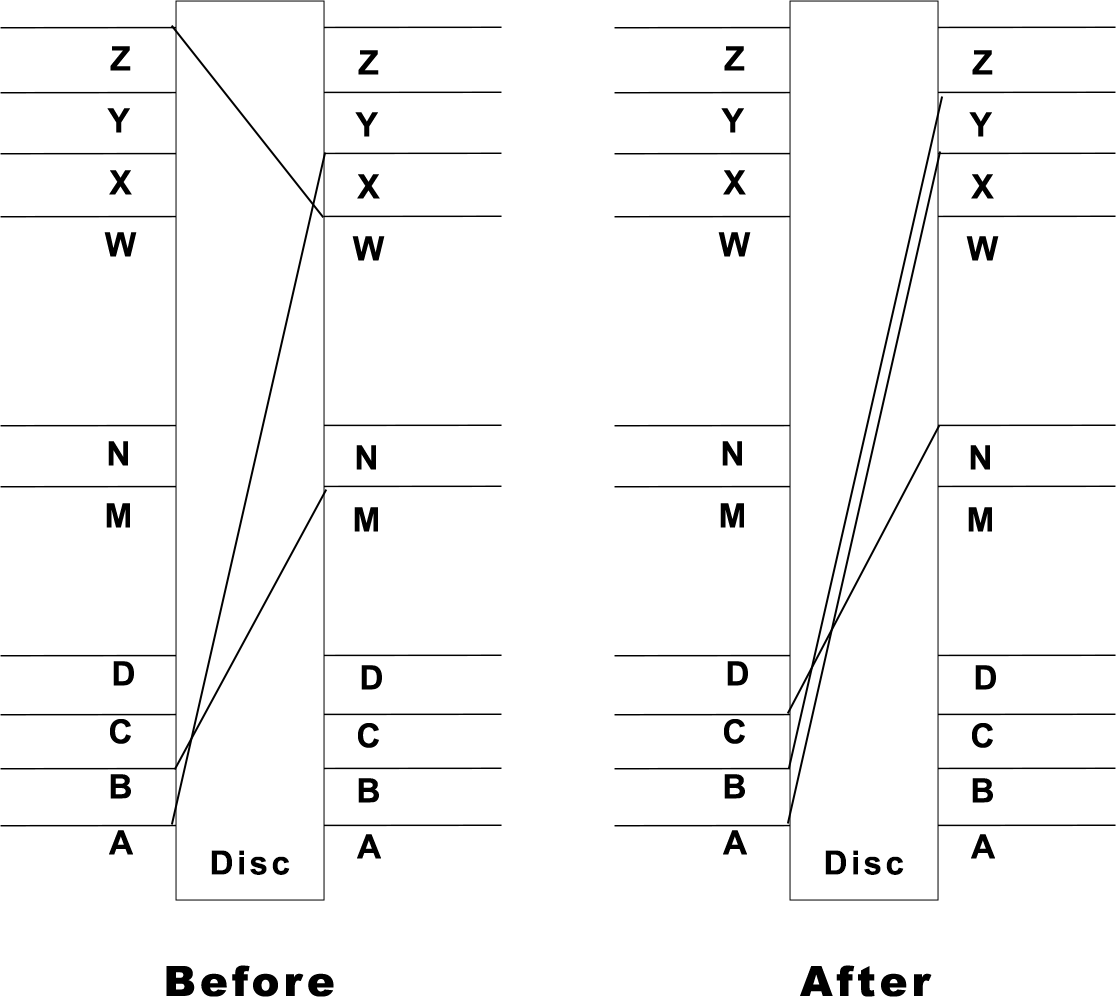 Z Z Z Z
Y Y Y Y
X X X X
W W W W
N N N N
M M M M
D D D D
C C C C
B B B B
A A A A
Disc Disc
Before After